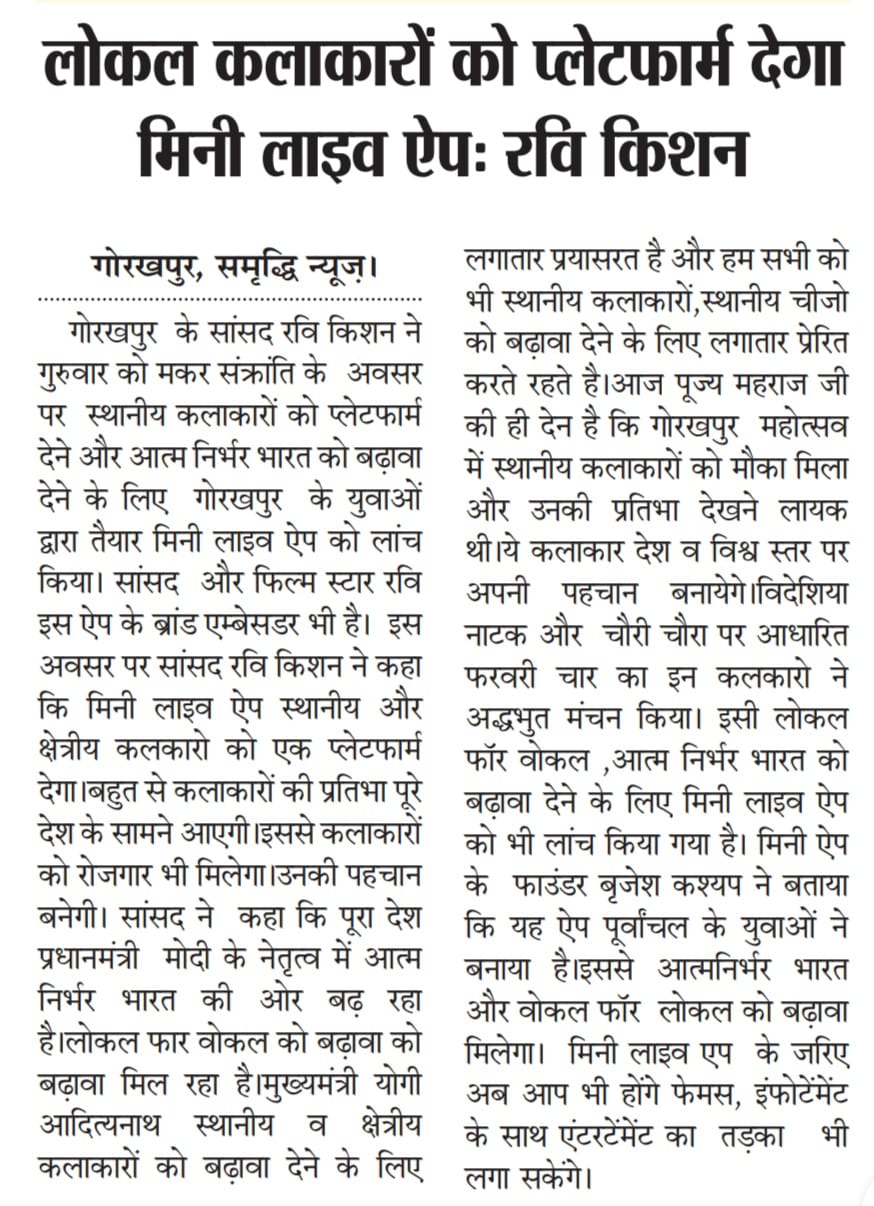 लोकल कलाकारों को प्लेटफार्म देगा
मिनी लाइव ऐपः रवि किशन
गोरखपुर, समृद्धि न्यूज़।
गोरखपुर के सांसद रवि किशन ने
गुरुवार को मकर संक्रांति के अवसर
पर स्थानीय कलाकारों को प्लेटफार्म
देने और आत्म निर्भर भारत को बढ़ावा
देने के लिए गोरखपुर के युवाओं
द्वारा तैयार मिनी लाइव ऐप को लांच
किया। सांसद और फिल्म स्टार रवि
इस ऐप के ब्रांड एम्बेसडर भी है। इस
अवसर पर सांसद रवि किशन ने कहा
कि मिनी लाइव ऐप स्थानीय और
क्षेत्रीय कलकारो को एक प्लेटफार्म
देगा।बहुत से कलाकारों की प्रतिभा पूरे
देश के सामने आएगी।इससे कलाकारों
को रोजगार भी मिलेगा।उनकी पहचान
बनेगी। सांसद ने कहा कि पूरा देश
प्रधानमंत्री मोदी के नेतृत्व में आत्म
निर्भर भारत की ओर बढ़ रहा
है।लोकल फार वोकल को बढ़ावा को
बढ़ावा मिल रहा है।मुख्यमंत्री योगी
आदित्यनाथ स्थानीय व क्षेत्रीय
कलाकारों को बढ़ावा देने के लिए
लगातार प्रयासरत है और हम सभी को
भी स्थानीय कलाकारों,स्थानीय चीजो
को बढ़ावा देने के लिए लगातार प्रेरित
करते रहते है।आज पूज्य महराज जी
की ही देन है कि गोरखपुर महोत्सव
में स्थानीय कलाकारों को मौका मिला
और उनकी प्रतिभा देखने लायक
थी।ये कलाकार देश व विश्व स्तर पर
अपनी पहचान बनायेगे।विदेशिया
नाटक और चौरी चौरा पर आधारित
फरवरी चार का इन कलकारो ने
अद्धभुत मंचन किया। इसी लोकल
फॉर वोकल ,आत्म निर्भर भारत को
बढ़ावा देने के लिए मिनी लाइव ऐप
को भी लांच किया गया है। मिनी ऐप
के फाउंडर बृजेश कश्यप ने बताया
कि यह ऐप पूर्वांचल के युवाओं ने
बनाया है।इससे आत्मनिर्भर भारत
और वोकल फॉर लोकल को बढ़ावा
मिलेगा। मिनी लाइव एप के जरिए
अब आप भी होंगे फेमस, इंफोटेंमेंट
के साथ एंटरटेंमेंट का तड़का भी
लगा सकेंगे।